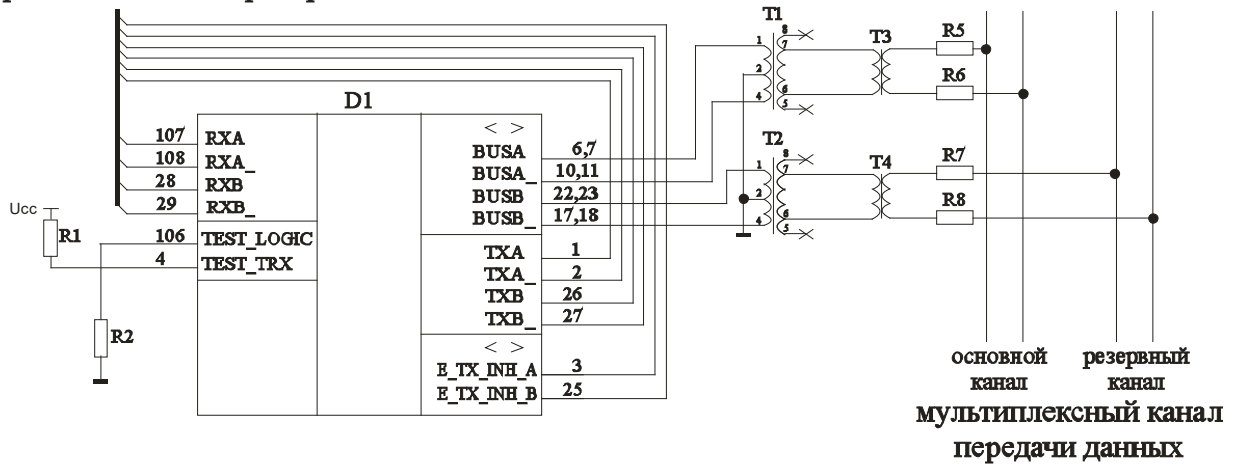 D1
107 RXA
108 RXA_
28 RXB
29 RXB_
Ucc
R1
106 TEST_LOGIC
4 TEST_TRX
R2
< >
BUSA 6,7
BUSA_ 10,11
BUSB 22,23
BUSB_ 17,18
TXA 1
TXA_ 2
TXB 26
TXB_ 27
< >
E_TX_INH_A 3
E_TX_INH_B 25
T1
1 2 4
8 7 6 5
T3
R5
R6
T2
1 2 4
8 7 6 5
T4
R7
R8
основной
канал
резервный
канал
мультиплексный канал
передачи данных